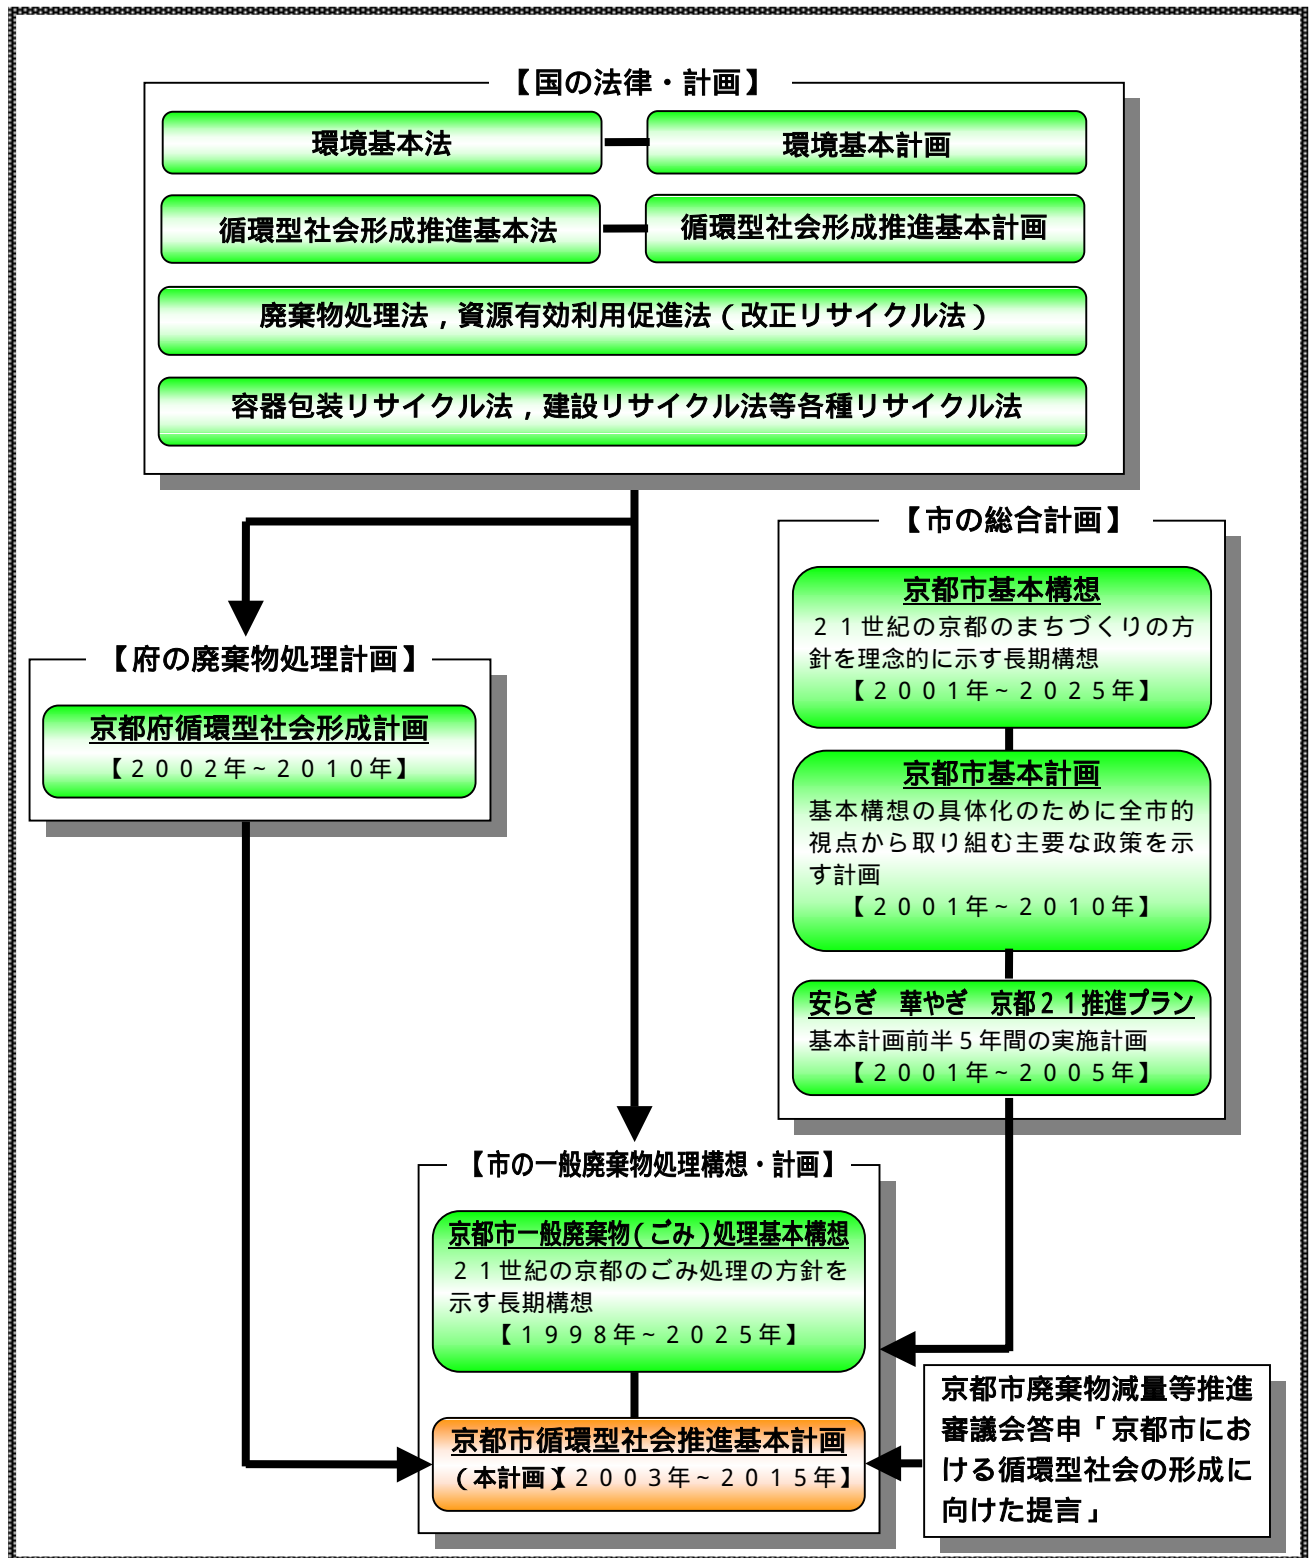 【国の法律・計画】
環境基本法
環境基本計画
循環型社会形成推進基本法
循環型社会形成推進基本計画
廃棄物処理法，資源有効利用促進法（改正リサイクル法）
容器包装リサイクル法，建設リサイクル法等各種リサイクル法
【府の廃棄物処理計画】
京都府循環型社会形成計画
【２００２年～２０１０年】
【市の総合計画】
京都市基本構想
２１世紀の京都のまちづくりの方
針を理念的に示す長期構想
【２００１年～２０２５年】
京都市基本計画
基本構想の具体化のために全市的
視点から取り組む主要な政策を示
す計画
【２００１年～２０１０年】
安らぎ　華やぎ　京都２１推進プラン
基本計画前半５年間の実施計画
【２００１年～２００５年】
【市の一般廃棄物処理構想・計画】
京都市一般廃棄物（ごみ）処理基本構想
２１世紀の京都のごみ処理の方針を
示す長期構想
【１９９８年～２０２５年】
京都市循環型社会推進基本計画
（本計画）【２００３年～２０１５年】
京都市廃棄物減量等推進
審議会答申「京都市にお
ける循環型社会の形成に
向けた提言」